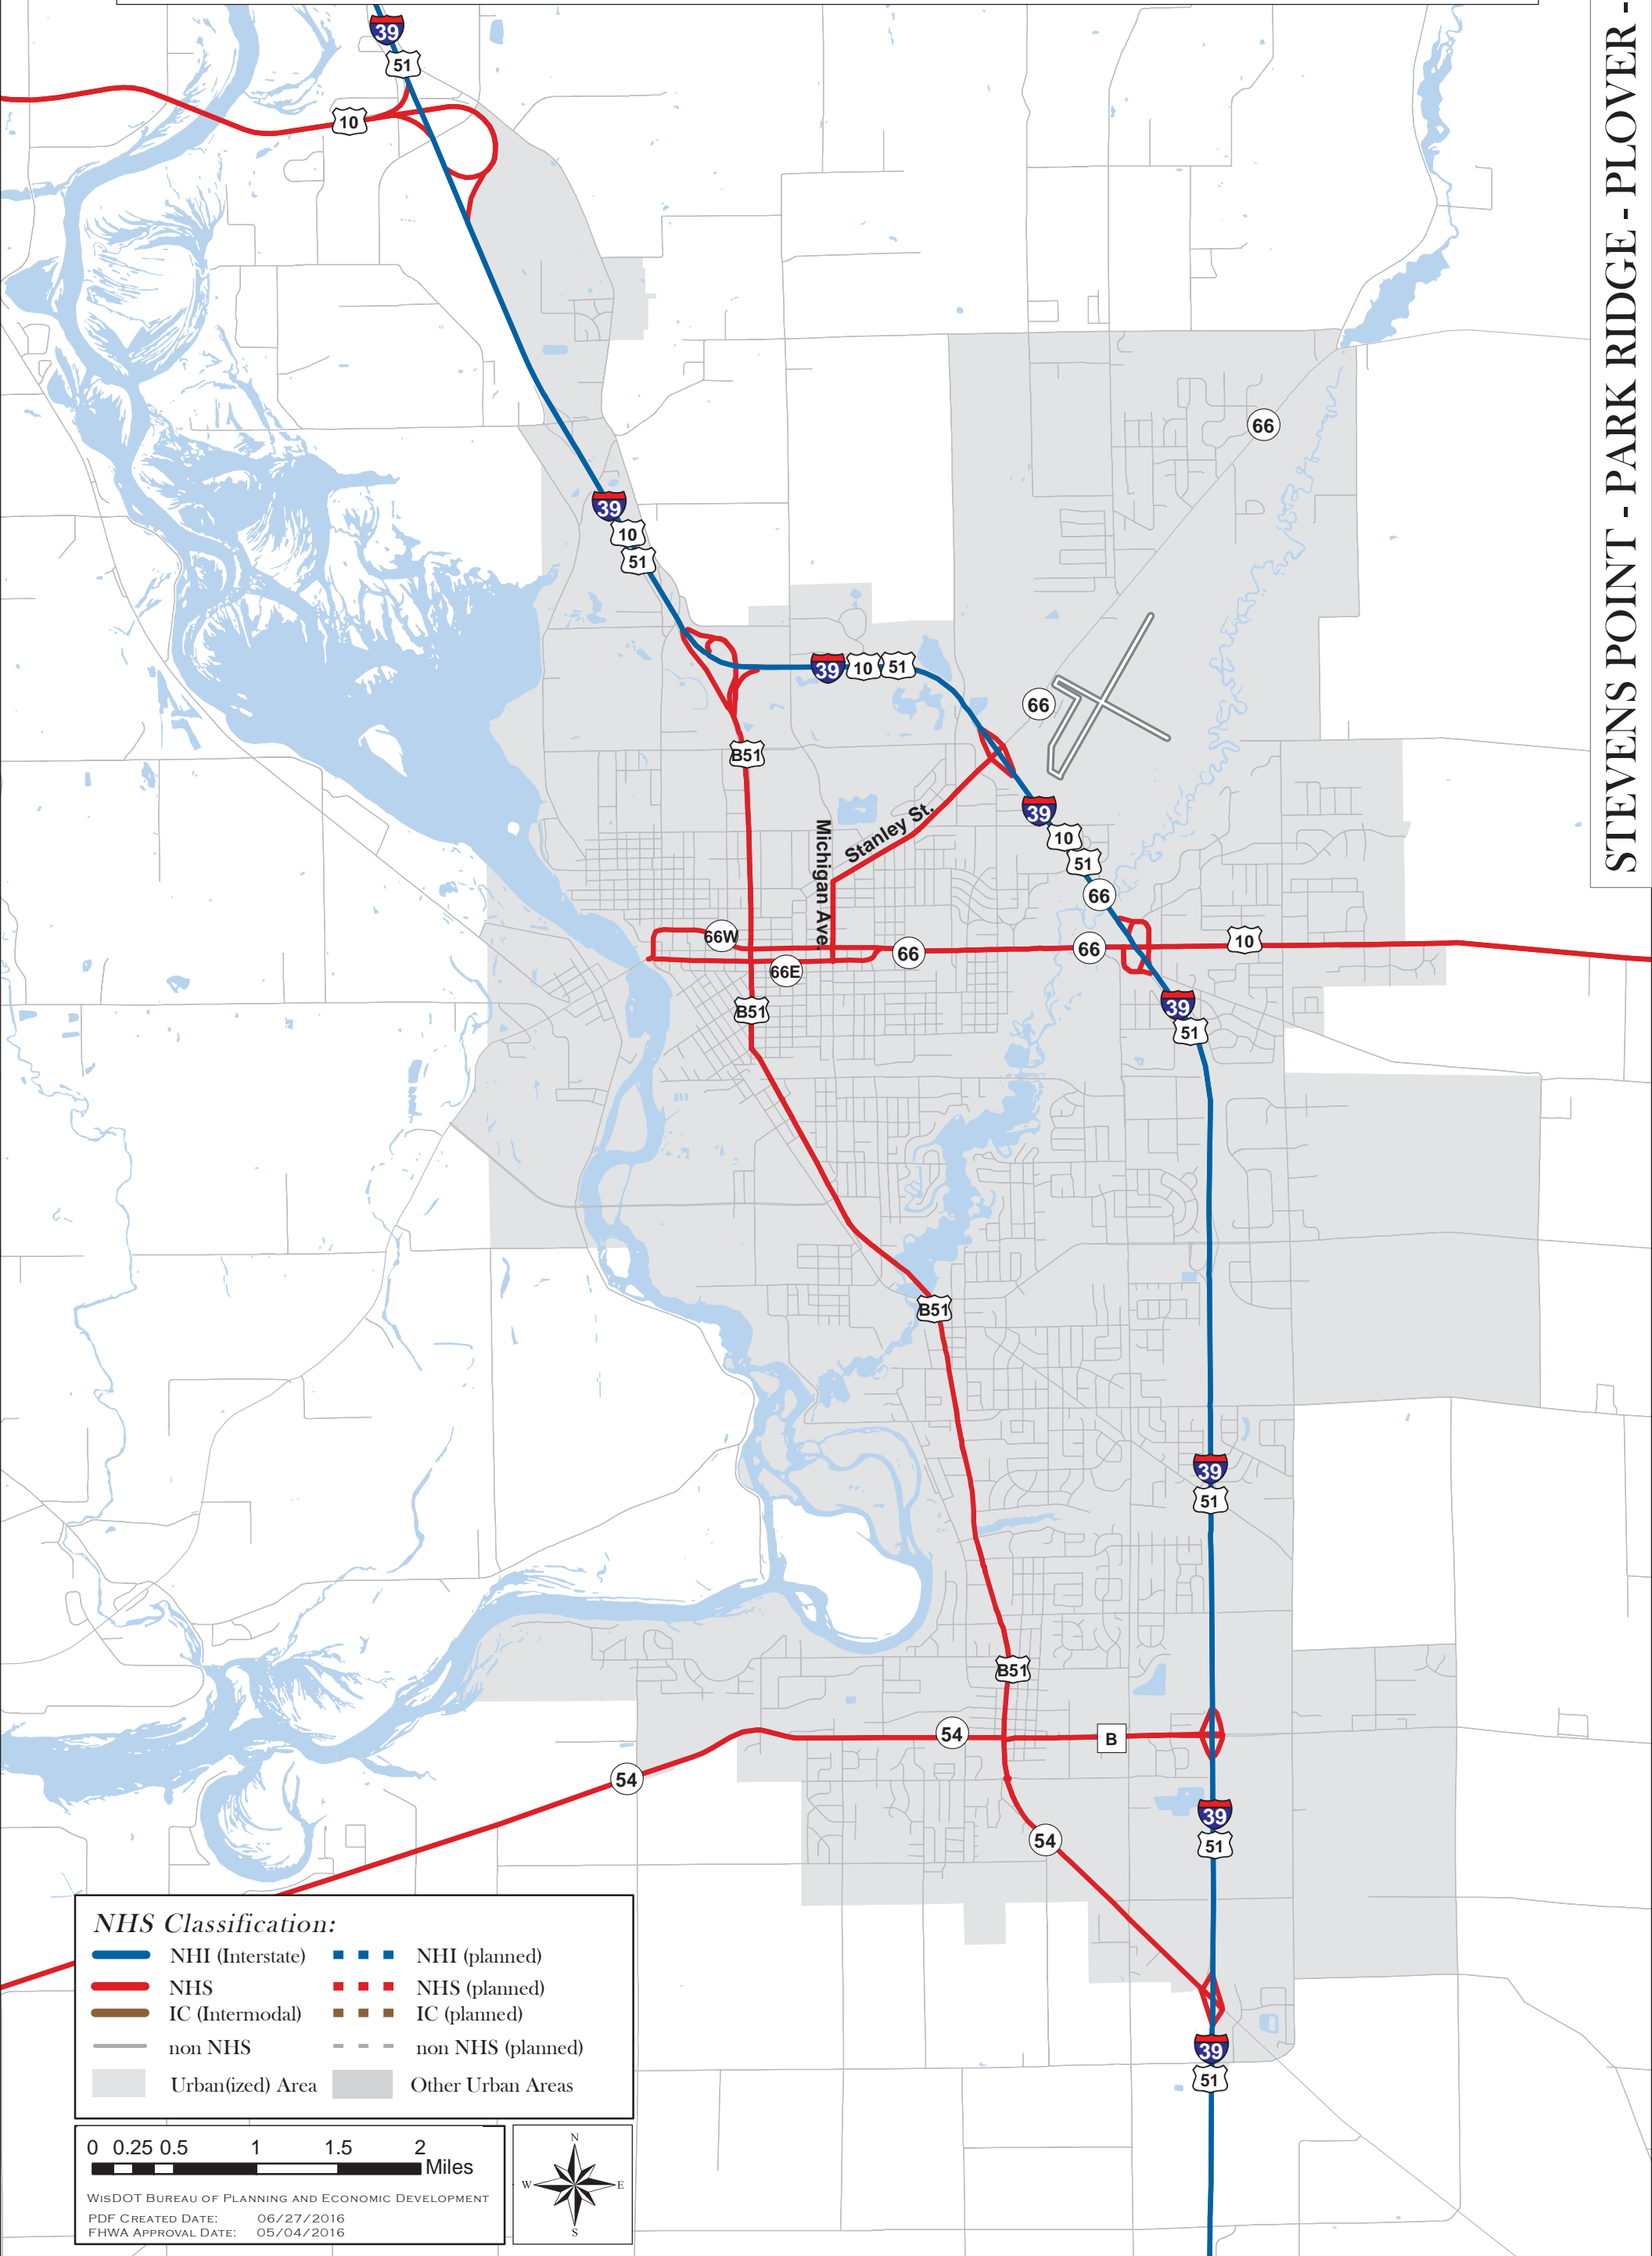 39
51
10
STEVENS POINT - PARK RIDGE - PLOVER -
66
39
10
51
39
10
51
66
B51
39
Stanley St.
Michigan Ave.
10
51
66
66W
66
66
10
66E
39
B51
51
B51
39
51
B51
54
B
54
39
54
51
NHS Classification:
NHI (Interstate) NHI (planned)
NHS NHS (planned)
IC (Intermodal) IC (planned)
non NHS non NHS (planned)
Urban(ized) Area Other Urban Areas
39
51
0 0.25 0.5 1 1.5 2
Miles
WISDOT BUREAU OF PLANNING AND ECONOMIC DEVELOPMENT
PDF CREATED DATE: 06/27/2016
FHWA APPROVAL DATE: 05/04/2016
N
W E
S